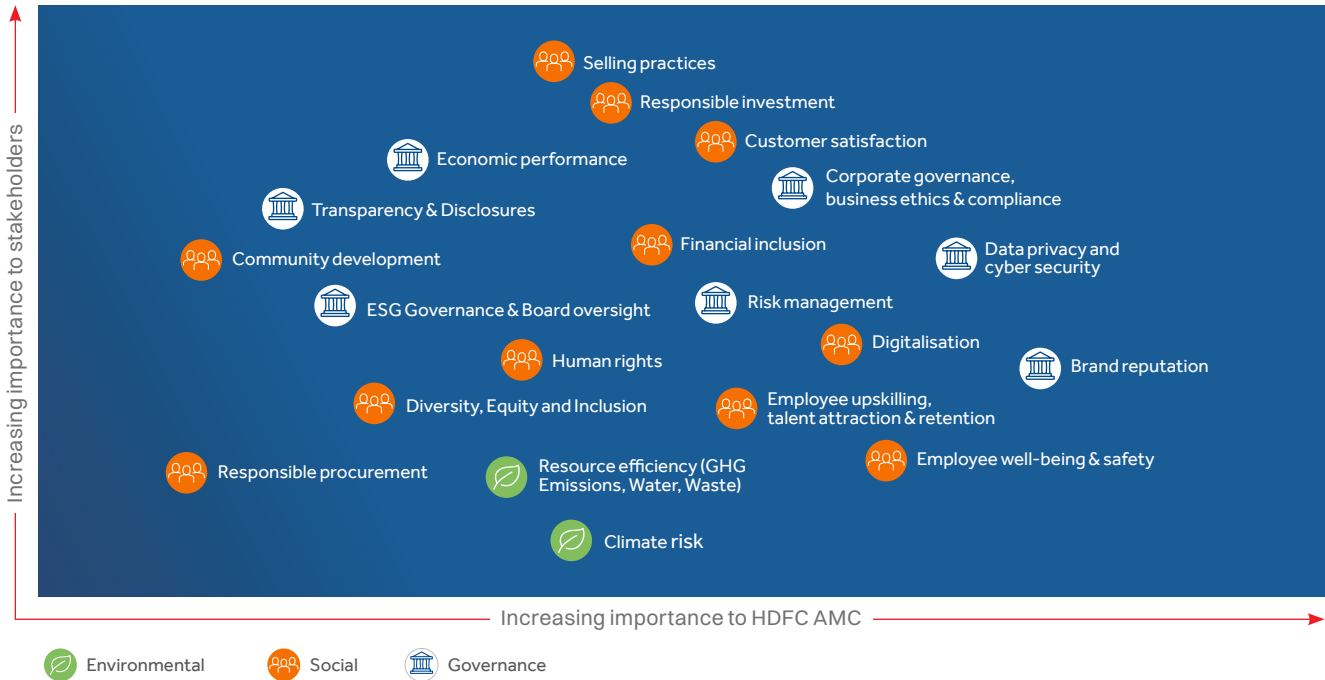 Increasing importance to stakeholders
Selling practices
Responsible investment
Customer satisfaction
Economic performance
Corporate governance,
business ethics & compliance
Transparency & Disclosures
Financial inclusion
Data privacy and
cyber security
Community development
Risk management
ESG Governance & Board oversight
Digitalisation
Human rights
Brand reputation
Diversity, Equity and Inclusion
Employee upskilling,
talent attraction & retention
Responsible procurement
Resource efficiency (GHG
Emissions, Water, Waste)
Employee well-being & safety
Climate risk
Increasing importance to HDFC AMC
Environmental
Social
Governance